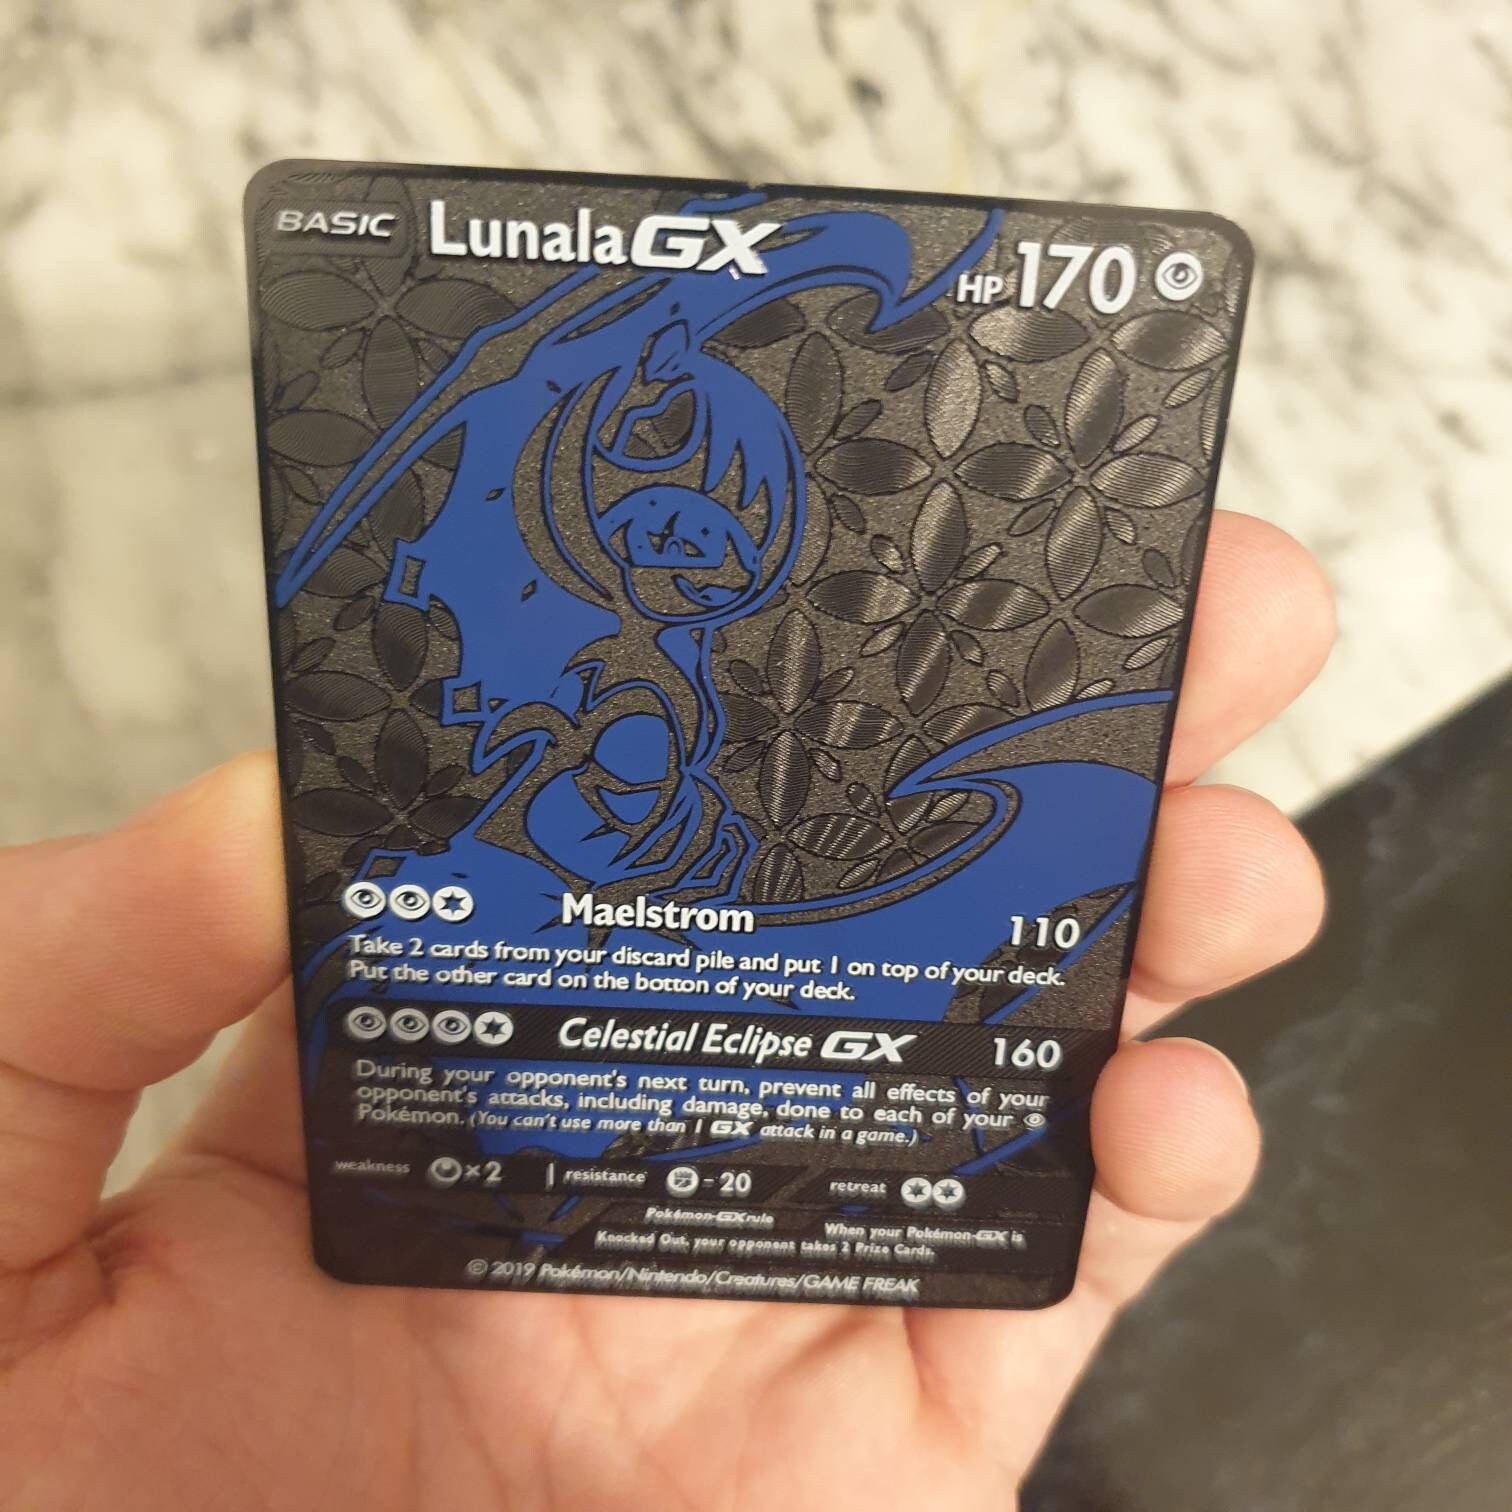 BASIC LunalaGX HP 170
Maelstrom 110
Take 2 cards from your discard pile and put 1 on top of your deck.
Put the other card on the botton of your deck.
Celestial Eclipse GX 160
During your opponent's next turn, prevent all effects of your
opponent's attacks, including damage, done to each of your
Pokémon. (You can't use more than 1 GX attack in a game.)
weakness ×2 | resistance - 20 retreat
Pokémon-GX rule When your Pokémon-GX is
Knocked Out, your opponent takes 2 Prize Cards.
© 2019 Pokémon/Nintendo/Creatures/GAME FREAK